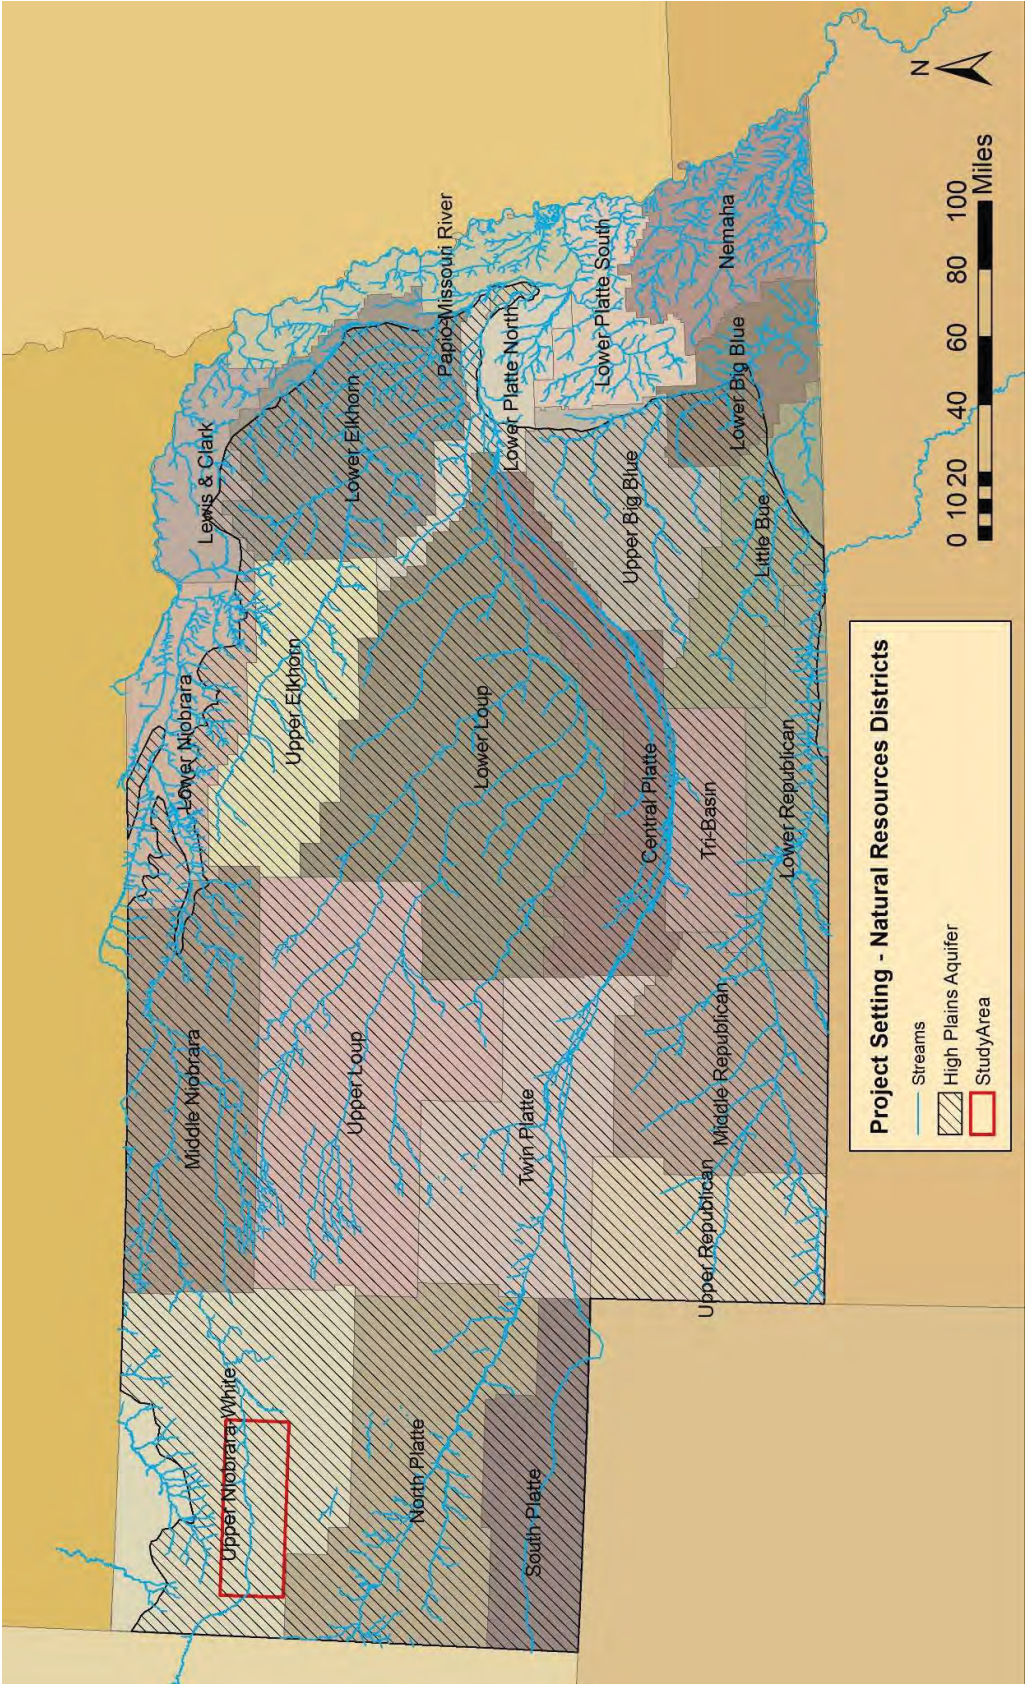 Lewis & Clark
Lower Niobrara
Middle Niobrara
Upper Niobrara-White
Lower Elkhorn
Upper Elkhorn
Papio-Missouri River
Lower Loup
Upper Loup
Lower Platte North
Twin Platte
North Platte
Lower Platte South
Central Platte
South Platte
Upper Big Blue
Nemaha
Tri-Basin
Middle Republican
Upper Republican
Lower Big Blue
Little Bue
Lower Republican
Project Setting - Natural Resources Districts
Streams
High Plains Aquifer
StudyArea
N
0 10 20 40 60 80 100
Miles